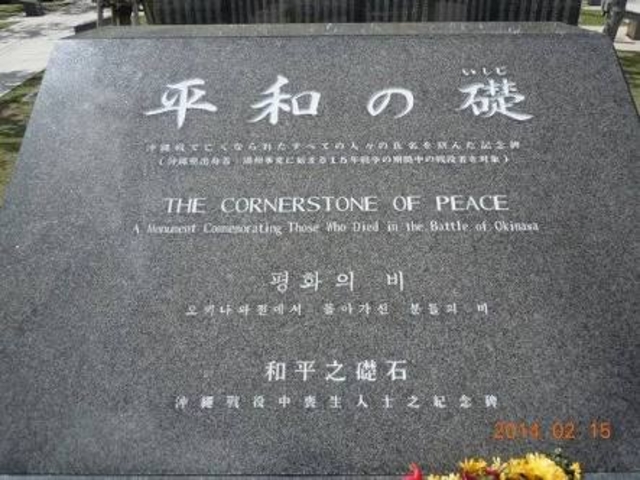 いしじ
平和の礎
沖縄戦で亡くなられたすべての人々の氏名を刻んだ記念碑
(沖縄県出身者は満州事変に始まる15年戦争の期間中の戦没者を対象)
THE CORNERSTONE OF PEACE
A Monument Commemorating Those Who Died in the Battle of Okinawa
평화의 비
오키나와전에서 돌아가신 분들의 비
和平之礎石
沖繩戰役中喪生人士之紀念碑
2014 02 15